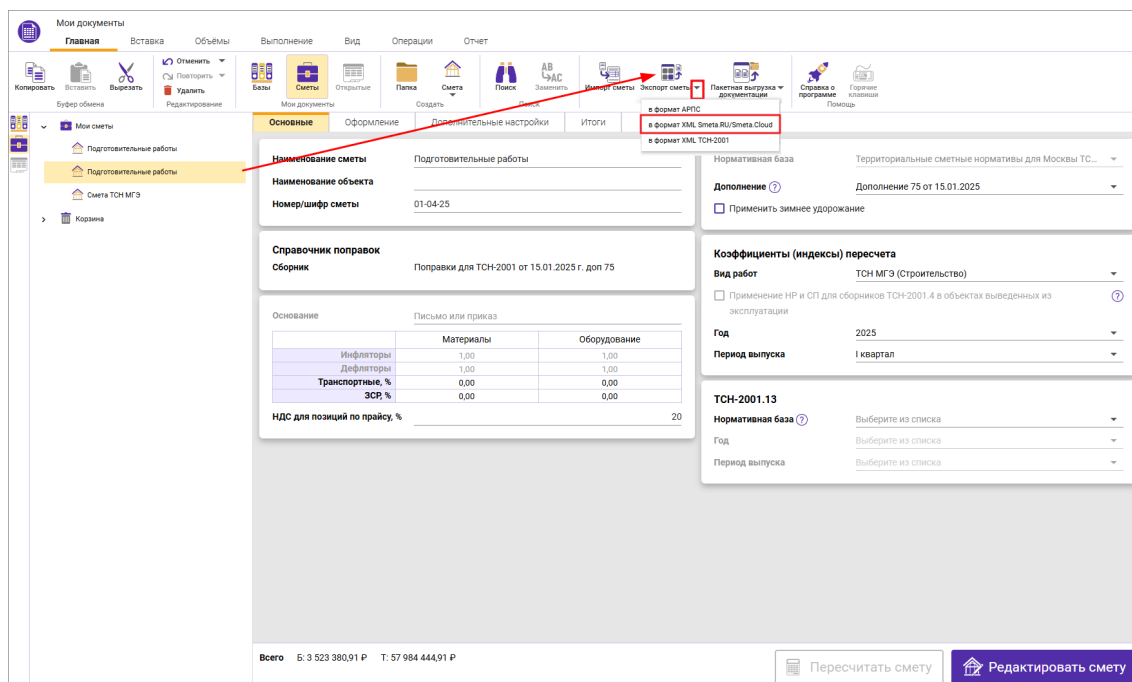 Мои документы
Главная Вставка Объёмы Выполнение Вид Операции Отчет
Копировать Вставить Вырезать Отменить Повторить Удалить Базы Сметы Открытые Папка Смета Поиск Заменить Импорт сметы Экспорт сметы Пакетная выгрузка документации Справка о программе Горячие клавиши
AB
AC
Буфер обмена Редактирование Мои документы Создать Поиск Помощь
в формат АРПС
в формат XML Smeta.RU/Smeta.Cloud
в формат XML ТСН-2001
Мои сметы
Подготовительные работы
Подготовительные работы
Смета ТСН МГЭ
Корзина
Основные Оформление Дополнительные настройки Итоги
Наименование сметы Подготовительные работы
Наименование объекта
Номер/шифр сметы 01-04-25
Справочник поправок
Сборник Поправки для ТСН-2001 от 15.01.2025 г. доп 75
Основание Письмо или приказ
Материалы Оборудование
Инфляторы 1,00 1,00
Дефляторы 1,00 1,00
Транспортные, % 0,00 0,00
ЗСР, % 0,00 0,00
НДС для позиций по прайсу, % 20
Нормативная база Территориальные сметные нормативы для Москвы ТС...
Дополнение ? Дополнение 75 от 15.01.2025
Применить зимнее удорожание
Коэффициенты (индексы) пересчета
Вид работ ТСН МГЭ (Строительство)
Применение НР и СП для сборников ТСН-2001.4 в объектах выведенных из ?
эксплуатации
Год 2025
Период выпуска I квартал
ТСН-2001.13
Нормативная база ? Выберите из списка
Год Выберите из списка
Период выпуска Выберите из списка
Всего Б: 3 523 380,91 ₽ Т: 57 984 444,91 ₽
Пересчитать смету Редактировать смету